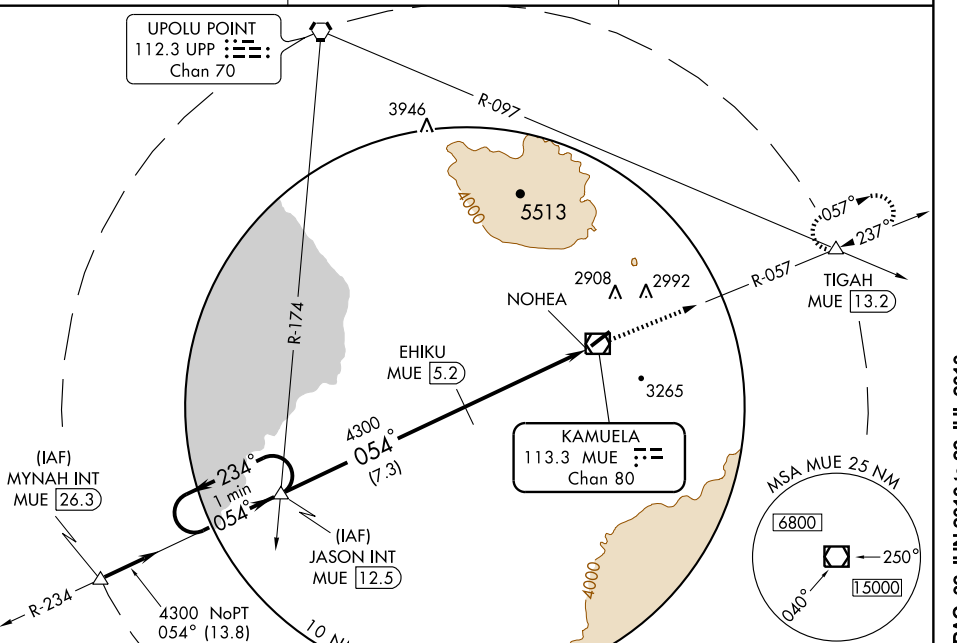 UPOLU POINT
112.3 UPP
Chan 70
R-097
3946
4000
5513
057°
237°
R-057
TIGAH
MUE 13.2
2908
2992
NOHEA
R-174
EHIKU
MUE 5.2
3265
4300
054°
(7.3)
KAMUELA
113.3 MUE
Chan 80
(IAF)
MYNAH INT
MUE 26.3
234°
1 min
054°
(IAF)
JASON INT
MUE 12.5
R-234
4300 NoPT
054° (13.8)
4000
MSA MUE 25 NM
6800
250°
15000
040°